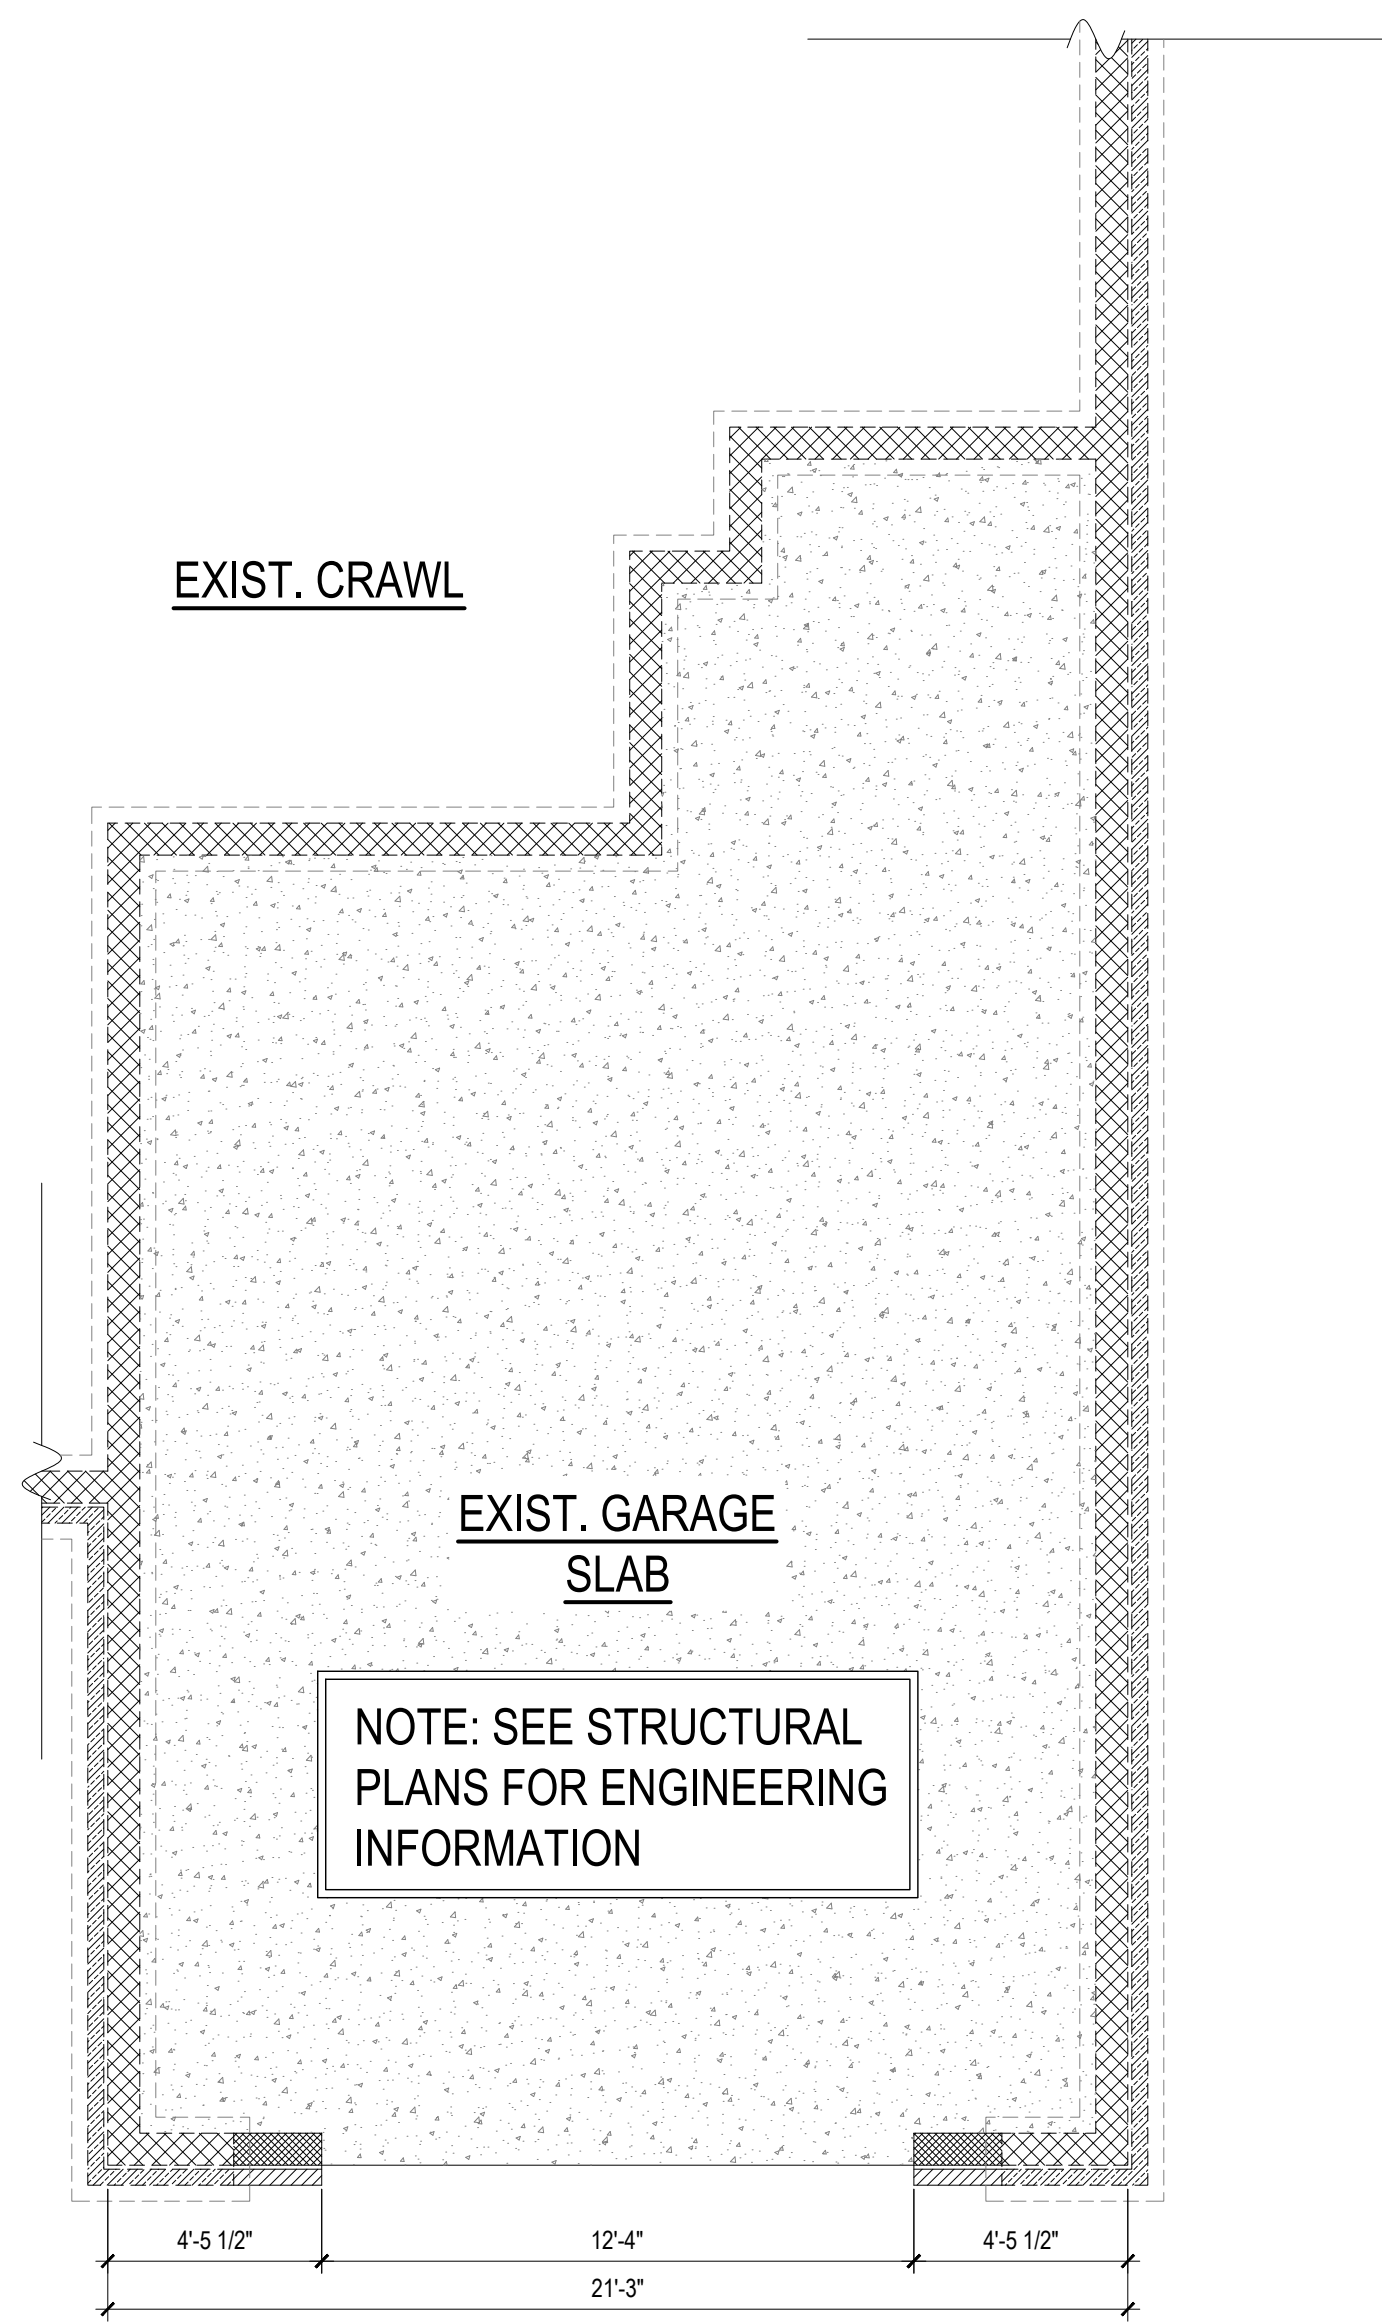 EXIST. CRAWL
EXIST. GARAGE
SLAB
NOTE: SEE STRUCTURAL
PLANS FOR ENGINEERING
INFORMATION
4'-5 1/2" 12'-4" 4'-5 1/2"
21'-3"